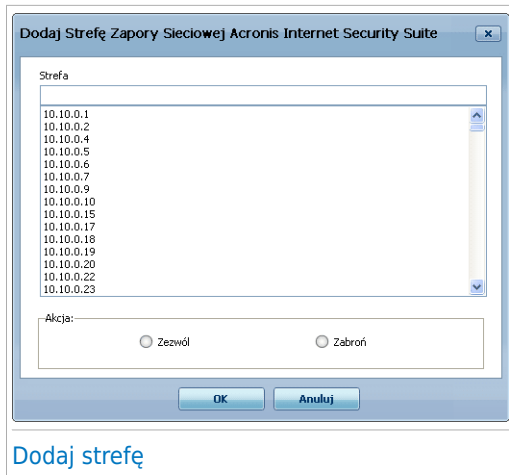 Dodaj Strefę Zapory Sieciowej Acronis Internet Security Suite
Strefa
10.10.0.1
10.10.0.2
10.10.0.4
10.10.0.5
10.10.0.6
10.10.0.7
10.10.0.9
10.10.0.10
10.10.0.15
10.10.0.17
10.10.0.18
10.10.0.19
10.10.0.20
10.10.0.22
10.10.0.23
Akcja:
Zezwól
Zabroń
OK
Anuluj
Dodaj strefę